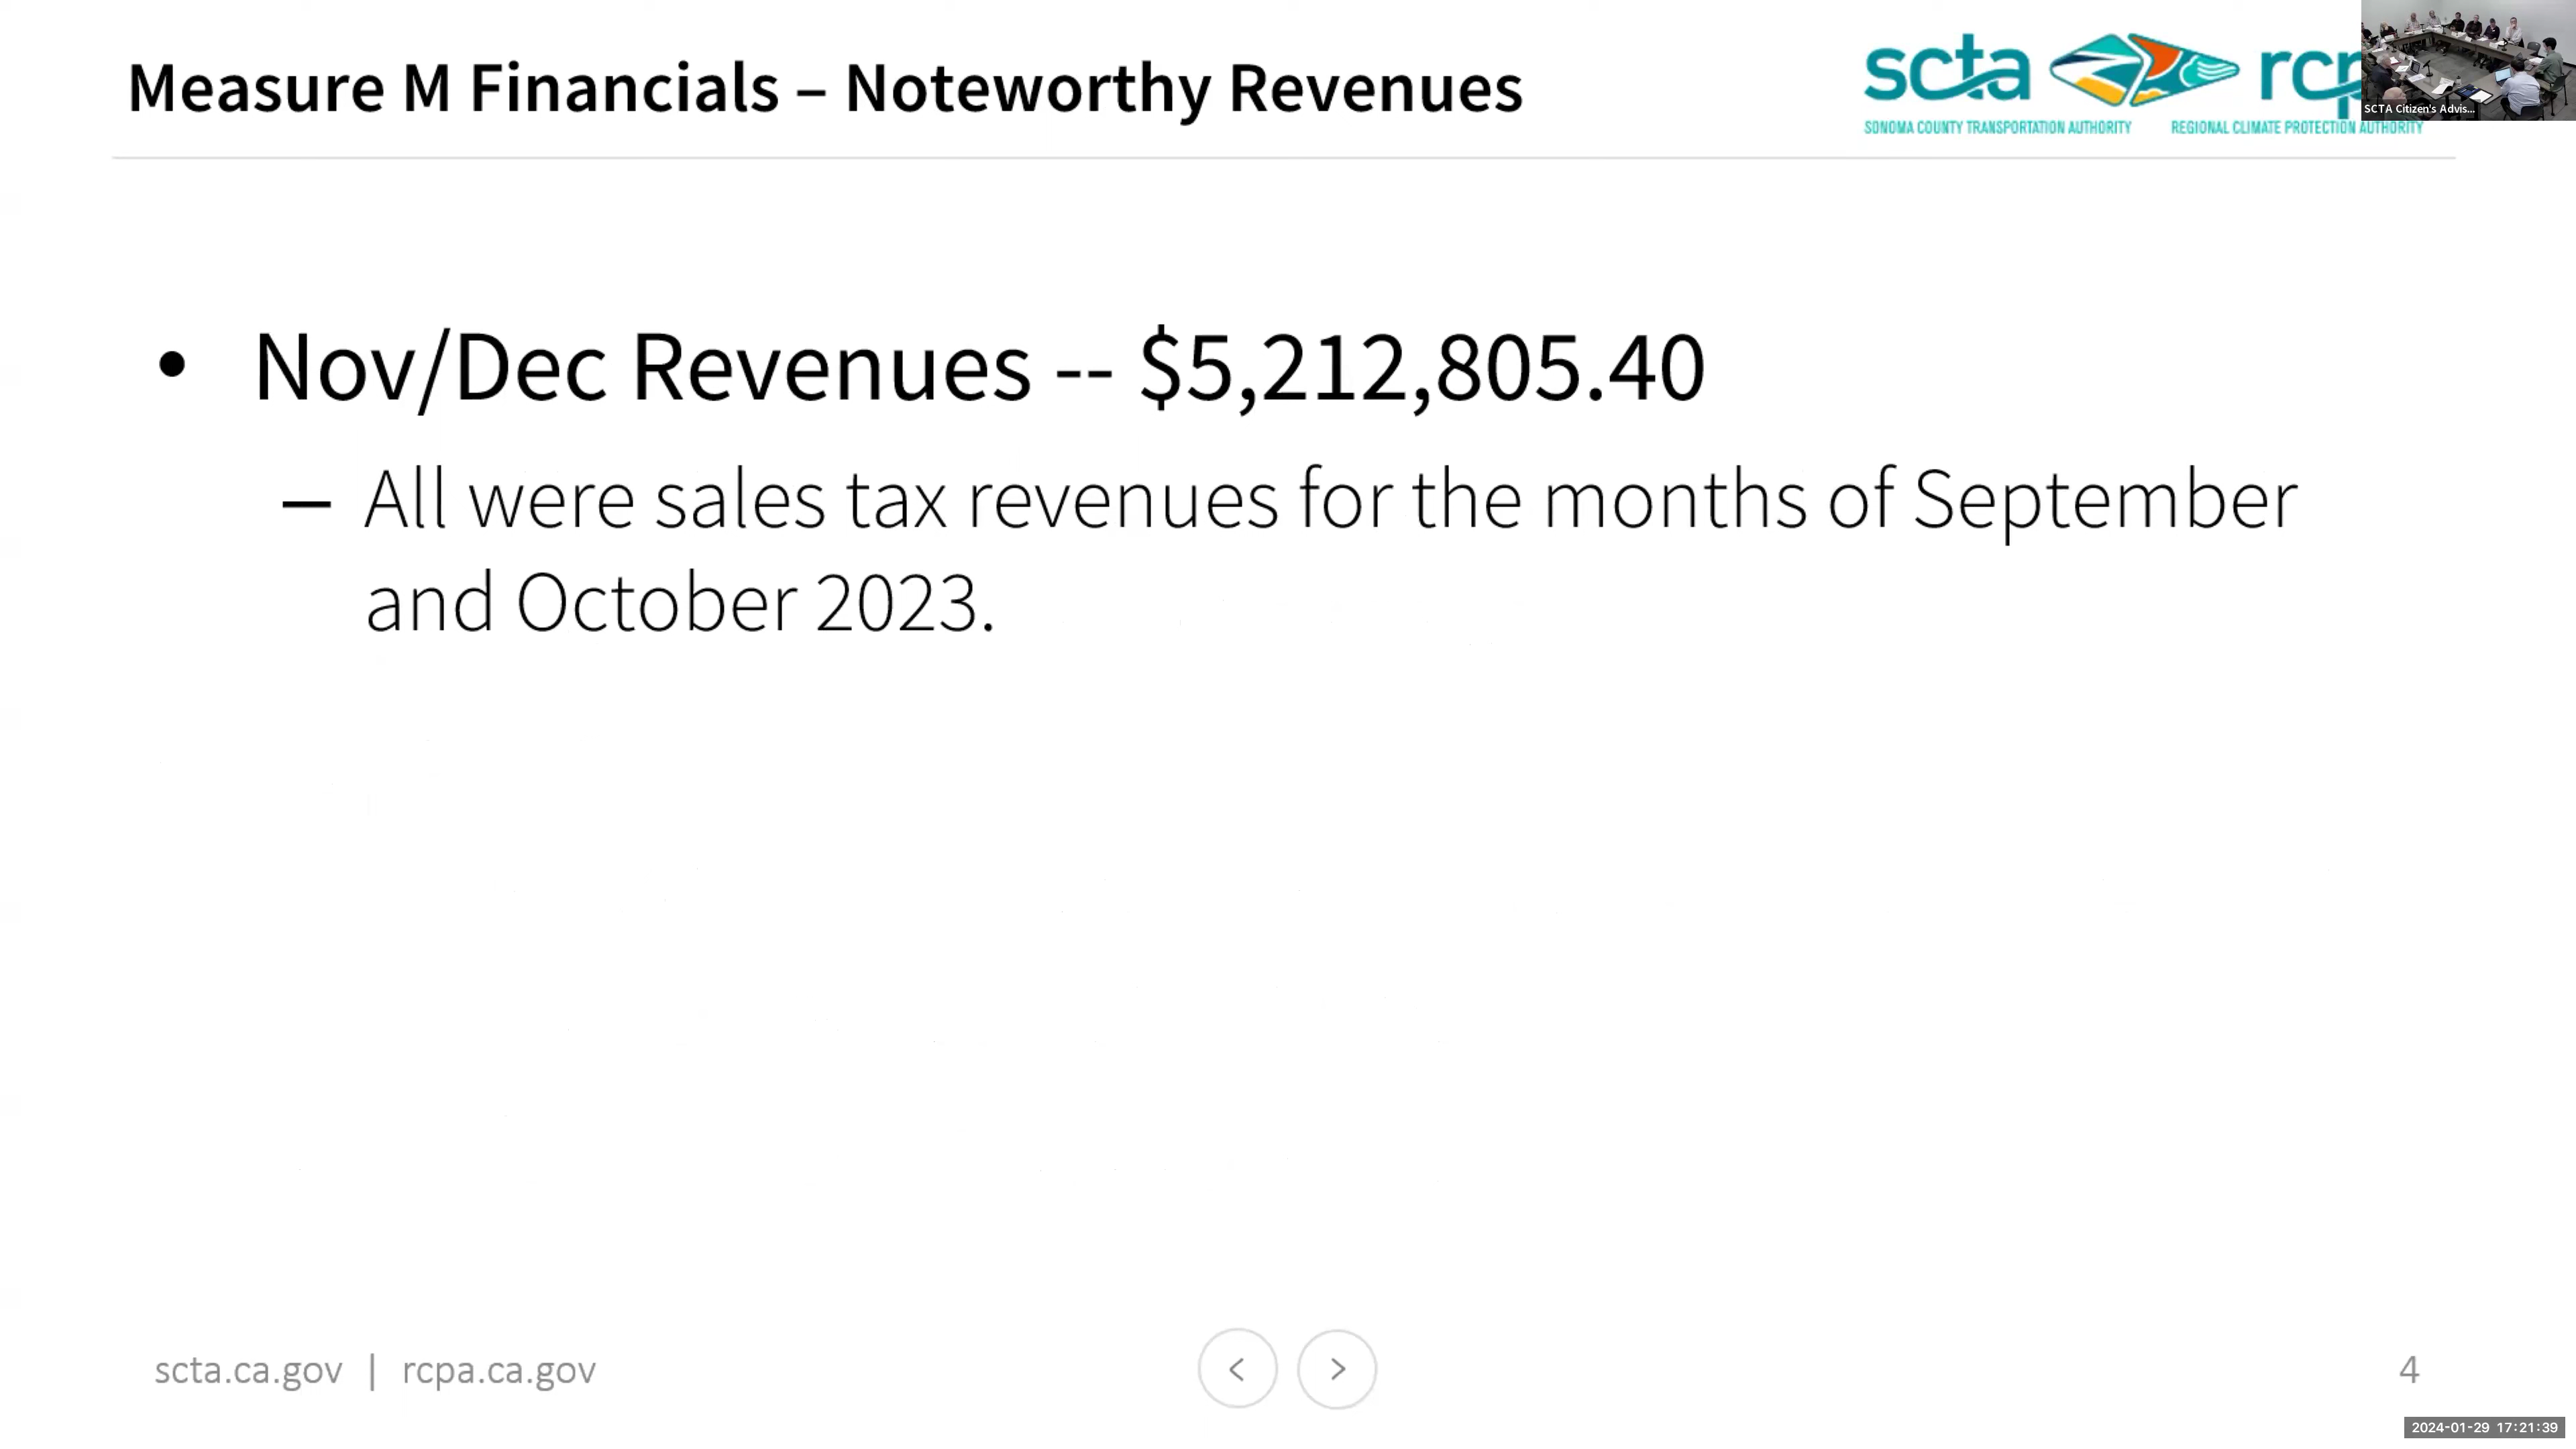 Measure M Financials – Noteworthy Revenues
scta
SONOMA COUNTY TRANSPORTATION AUTHORITY
REGIONAL CLIMATE PROTECTION AUTHORITY
SCTA Citizen's Advis...
• Nov/Dec Revenues -- $5,212,805.40
– All were sales tax revenues for the months of September
and October 2023.
scta.ca.gov | rcpa.ca.gov
4
2024-01-29 17:21:39